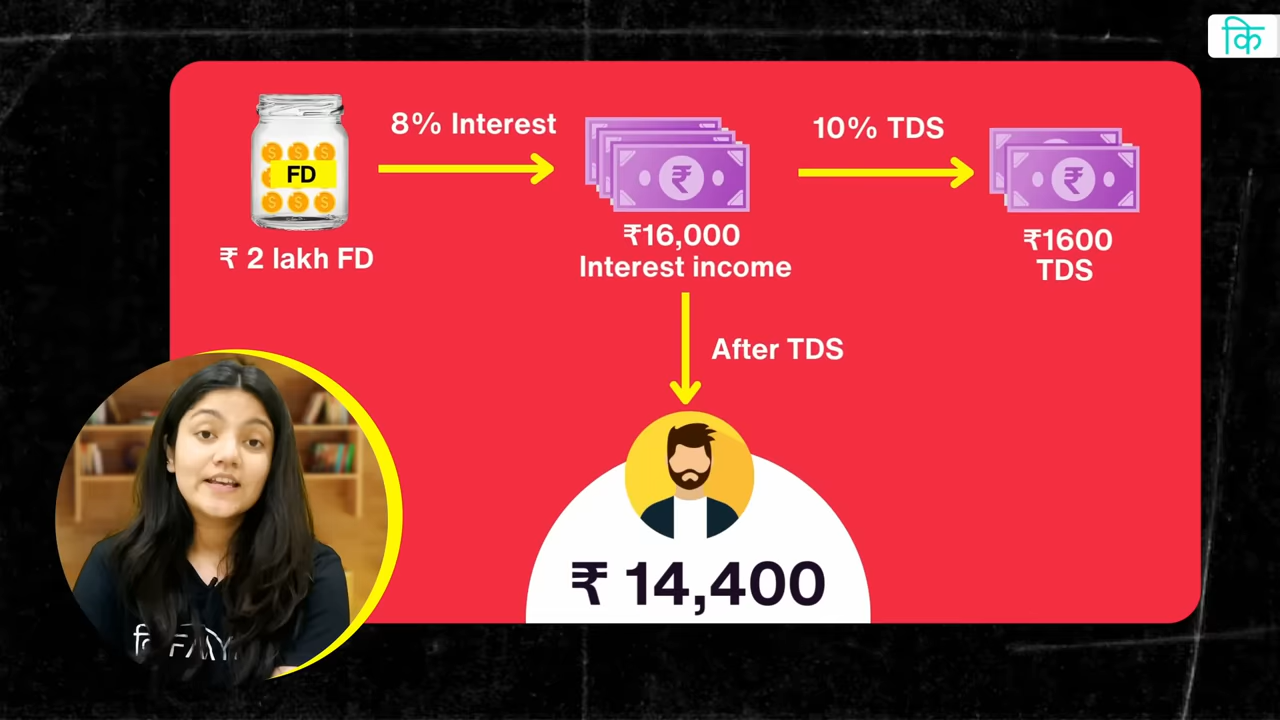 कि
8% Interest
10% TDS
FD
₹ 2 lakh FD
₹16,000
Interest income
₹1600
TDS
After TDS
₹ 14,400